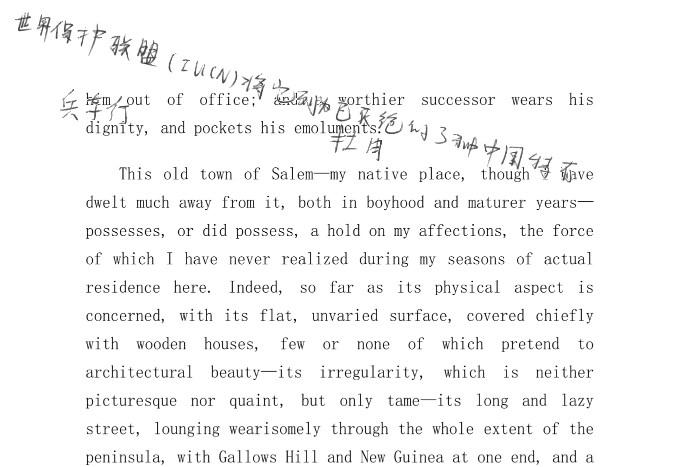 世界保护联盟(IUCN)将它列为已灭绝的3种中国特有
him out of office; and a worthier successor wears his
兵车行
dignity, and pockets his emoluments.
杜甫
This old town of Salem—my native place, though I have
dwelt much away from it, both in boyhood and maturer years—
possesses, or did possess, a hold on my affections, the force
of which I have never realized during my seasons of actual
residence here. Indeed, so far as its physical aspect is
concerned, with its flat, unvaried surface, covered chiefly
with wooden houses, few or none of which pretend to
architectural beauty—its irregularity, which is neither
picturesque nor quaint, but only tame—its long and lazy
street, lounging wearisomely through the whole extent of the
peninsula, with Gallows Hill and New Guinea at one end, and a